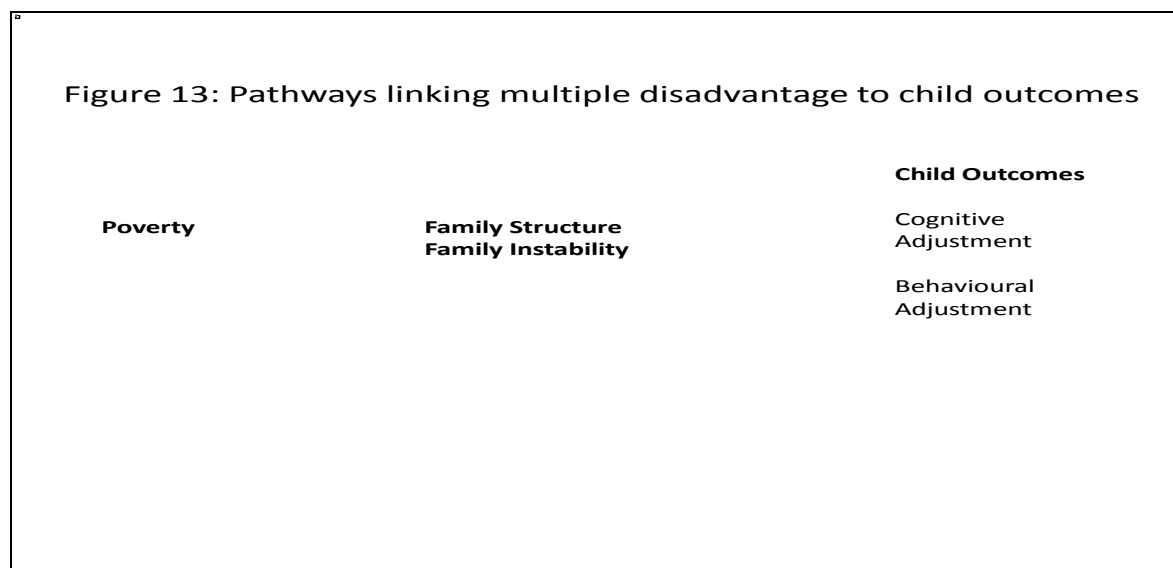 Figure 13: Pathways linking multiple disadvantage to child outcomes
Poverty
Family Structure
Family Instability
Child Outcomes
Cognitive
Adjustment
Behavioural
Adjustment